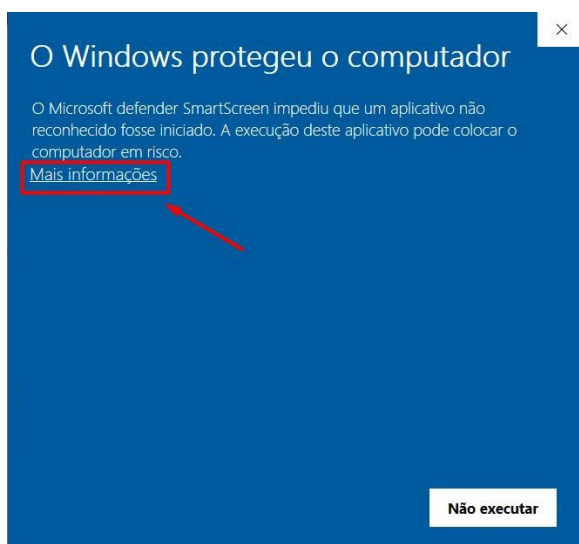 O Windows protegeu o computador
O Microsoft defender SmartScreen impediu que um aplicativo não
reconhecido fosse iniciado. A execução deste aplicativo pode colocar o
computador em risco.
Mais informações
Não executar